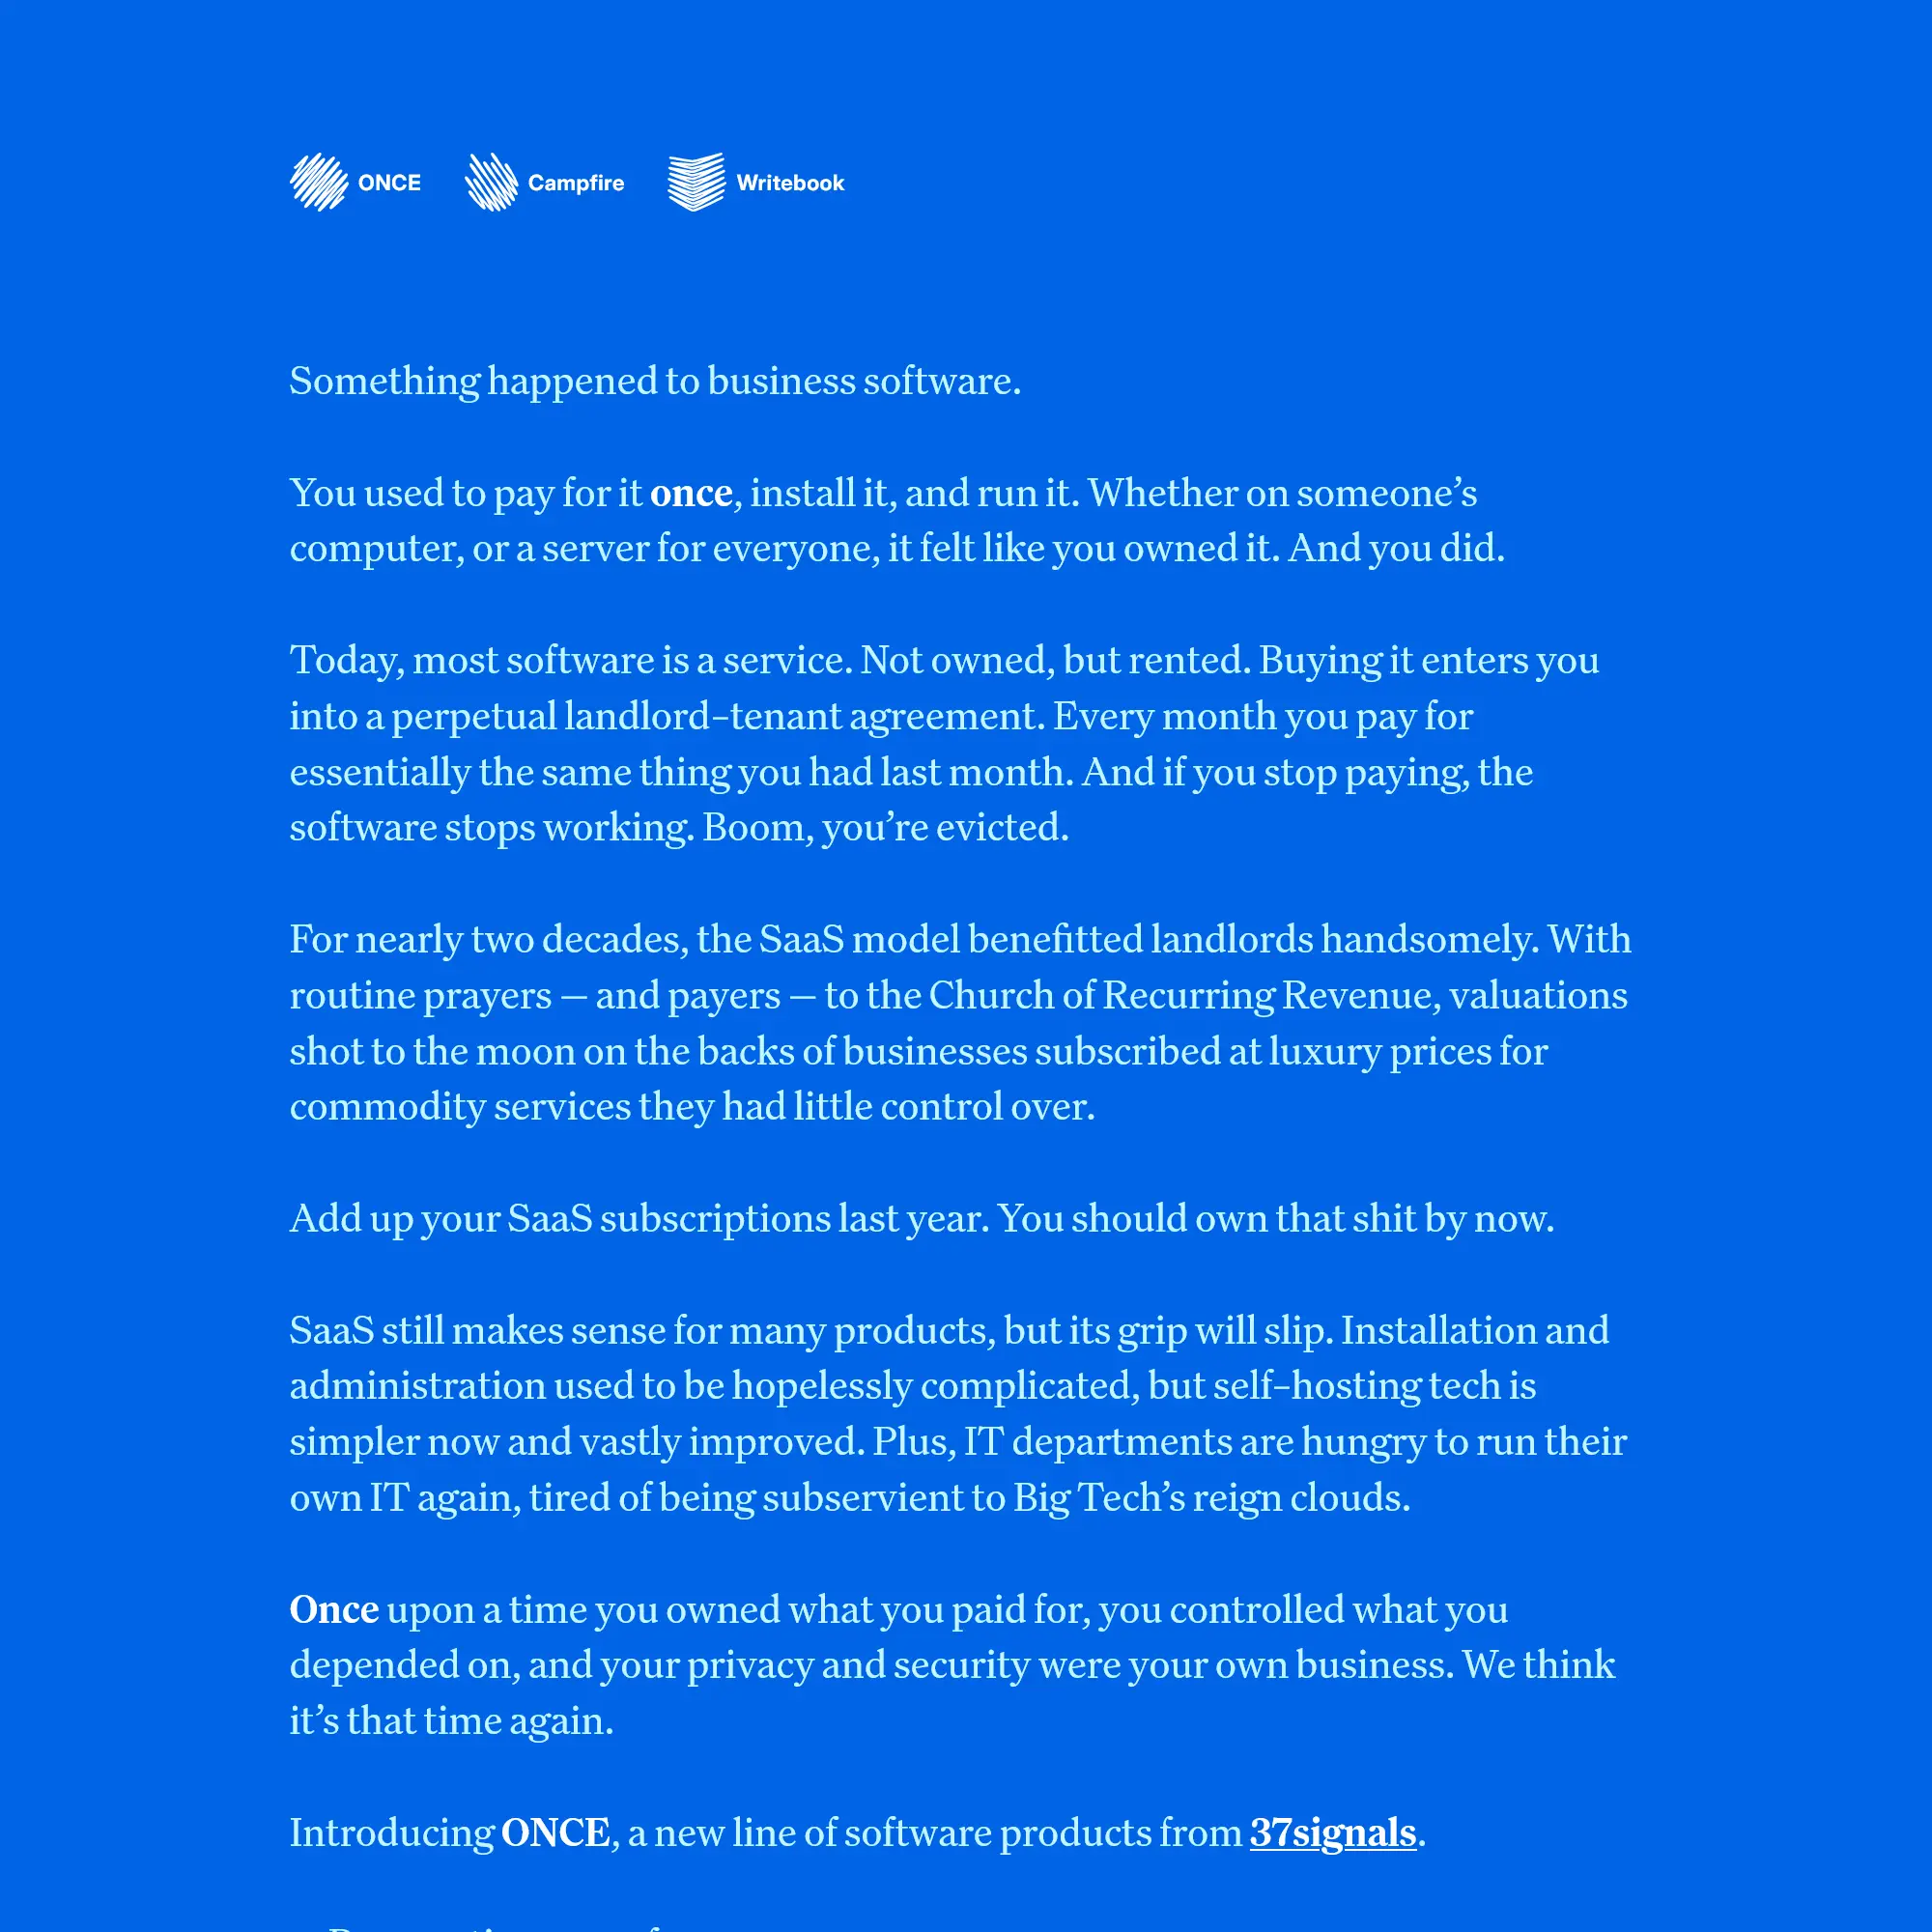 ONCE Campfire Writebook
Something happened to business software.
You used to pay for it once, install it, and run it. Whether on someone’s
computer, or a server for everyone, it felt like you owned it. And you did.
Today, most software is a service. Not owned, but rented. Buying it enters you
into a perpetual landlord–tenant agreement. Every month you pay for
essentially the same thing you had last month. And if you stop paying, the
software stops working. Boom, you’re evicted.
For nearly two decades, the SaaS model benefitted landlords handsomely. With
routine prayers — and payers — to the Church of Recurring Revenue, valuations
shot to the moon on the backs of businesses subscribed at luxury prices for
commodity services they had little control over.
Add up your SaaS subscriptions last year. You should own that shit by now.
SaaS still makes sense for many products, but its grip will slip. Installation and
administration used to be hopelessly complicated, but self–hosting tech is
simpler now and vastly improved. Plus, IT departments are hungry to run their
own IT again, tired of being subservient to Big Tech’s reign clouds.
Once upon a time you owned what you paid for, you controlled what you
depended on, and your privacy and security were your own business. We think
it’s that time again.
Introducing ONCE, a new line of software products from 37signals.